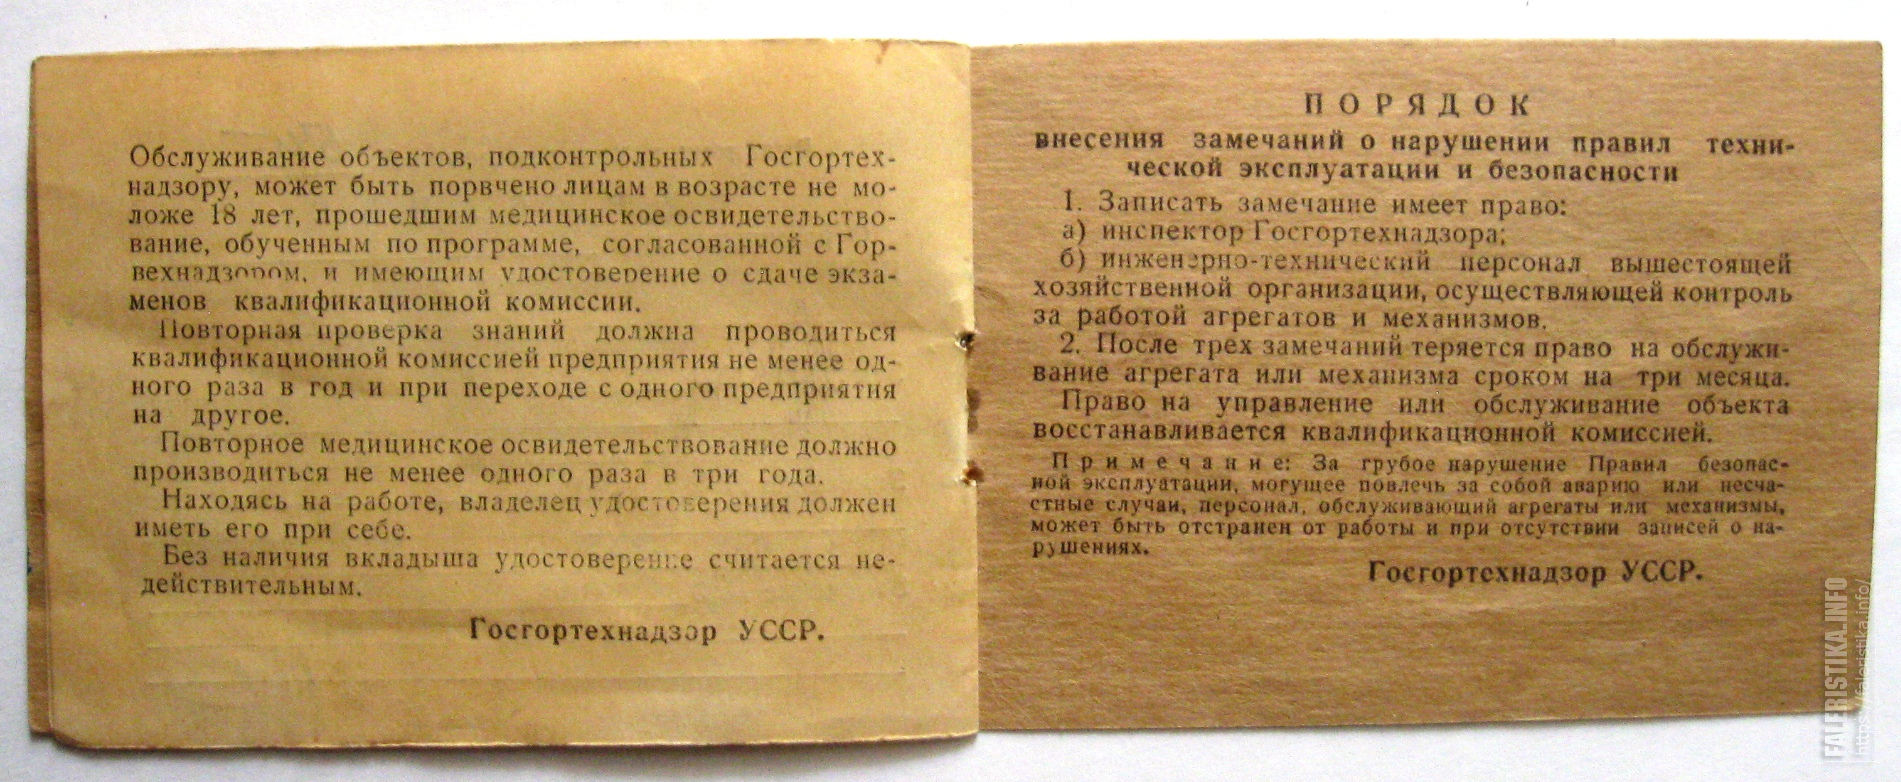 Обслуживание объектов, подконтрольных Госгортех-
надзору, может быть порвчено лицам в возрасте не мо-
ложе 18 лет, прошедшим медицинское освидетельство-
вание, обученным по программе, согласованной с Гор-
вехнадзором, и имеющим удостоверение о сдаче экза-
менов квалификационной комиссии.
Повторная проверка знаний должна проводиться
квалификационной комиссией предприятия не менее од-
ного раза в год и при переходе с одного предприятия
на другое.
Повторное медицинское освидетельствование должно
производиться не менее одного раза в три года.
Находясь на работе, владелец удостоверения должен
иметь его при себе.
Без наличия вкладыша удостоверение считается не-
действительным.
Госгортехнадзор УССР.
ПОРЯДОК
внесения замечаний о нарушении правил техни-
ческой эксплуатации и безопасности
1. Записать замечание имеет право:
а) инспектор Госгортехнадзора;
б) инженерно-технический персонал вышестоящей
хозяйственной организации, осуществляющей контроль
за работой агрегатов и механизмов.
2. После трех замечаний теряется право на обслужи-
вание агрегата или механизма сроком на три месяца.
Право на управление или обслуживание объекта
восстанавливается квалификационной комиссией.
Примечание: За грубое нарушение Правил безопас-
ной эксплуатации, могущее повлечь за собой аварию или несча-
стные случаи, персонал, обслуживающий агрегаты или механизмы,
может быть отстранен от работы и при отсутствии записей о на-
рушениях.
Госгортехнадзор УССР.
FALERISTIKA.INFO
https://faleristika.info/